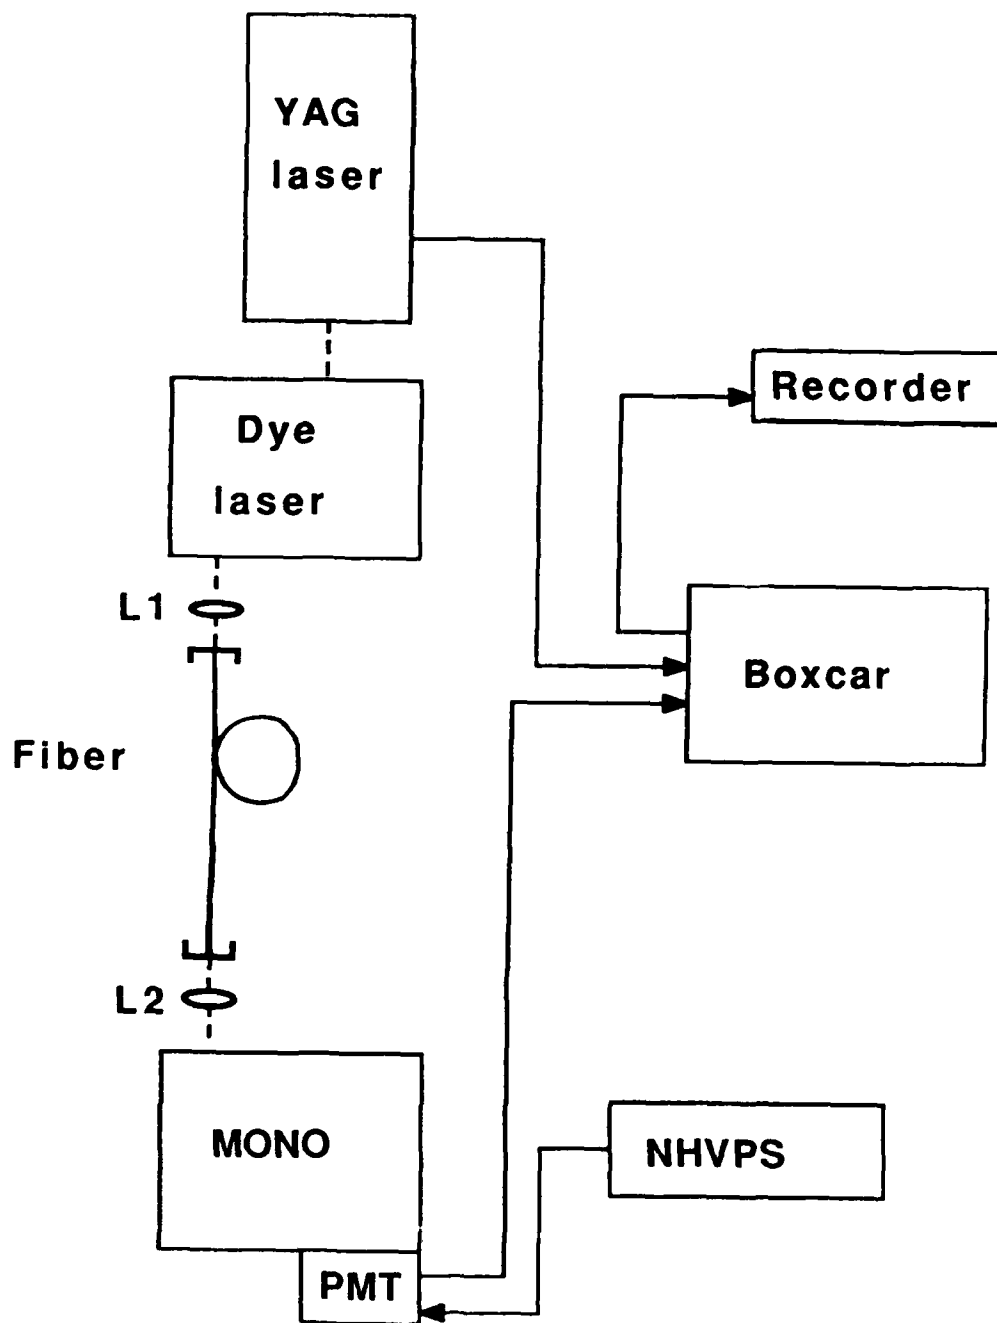 YAG
laser
Dye
laser
Recorder
L1
Boxcar
Fiber
L2
MONO
NHVPS
PMT